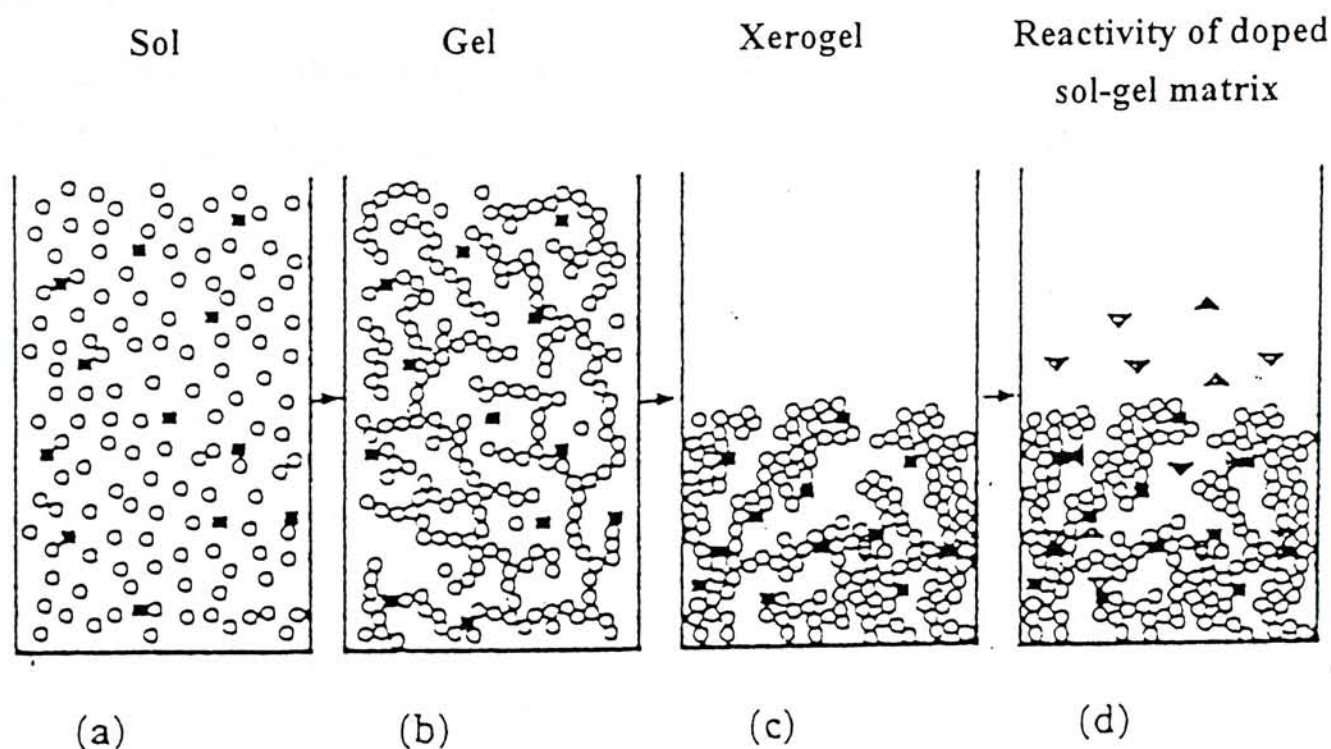 Sol
Gel
Xerogel
Reactivity of doped
sol-gel matrix
(a)
(b)
(c)
(d)